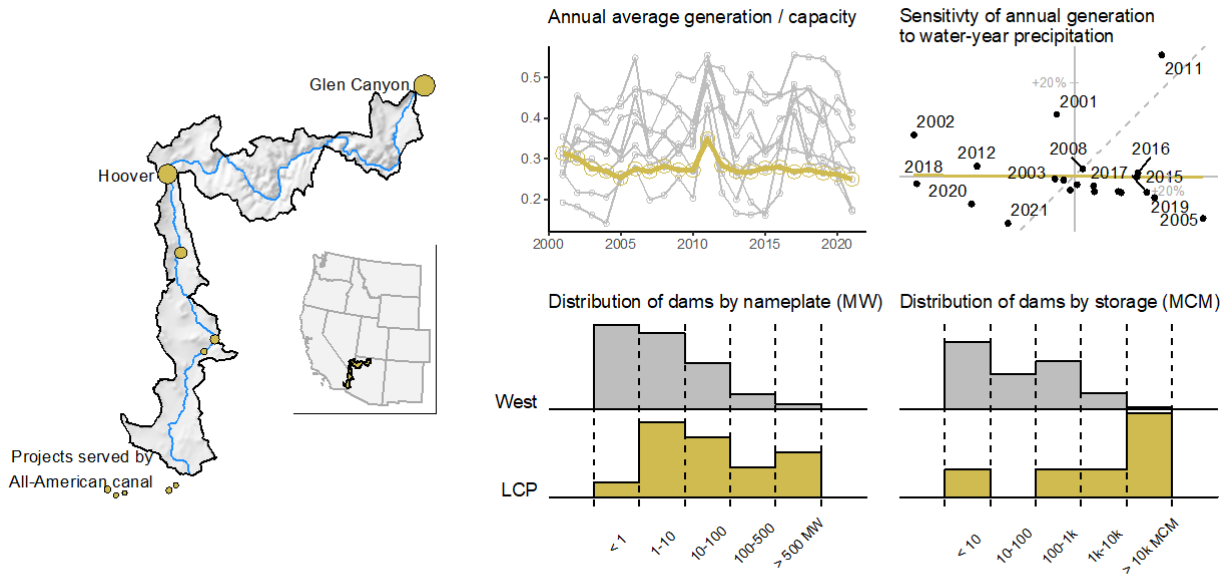 Annual average generation / capacity
Sensitivty of annual generation
to water-year precipitation
Glen Canyon
Hoover
Projects served by
All-American canal
0.5
0.4
0.3
0.2
2000
2005
2010
2015
2020
+20%
2011
2001
2002
2008
2016
2012
2018
2003
2017
2015
2020
+20%
2019
2021
2005
Distribution of dams by nameplate (MW)
West
LCP
< 1
1-10
10-100
100-500
> 500 MW
Distribution of dams by storage (MCM)
< 10
10-100
100-1k
1k-10k
> 10k MCM